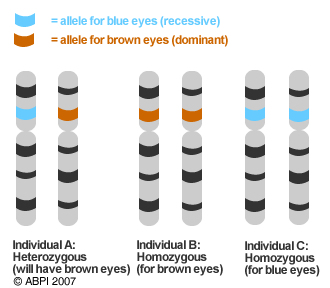 = allele for blue eyes (recessive)
= allele for brown eyes (dominant)
Individual A:
Heterozygous
(will have brown eyes)
© ABPI 2007
Individual B:
Homozygous
(for brown eyes)
Individual C:
Homozygous
(for blue eyes)